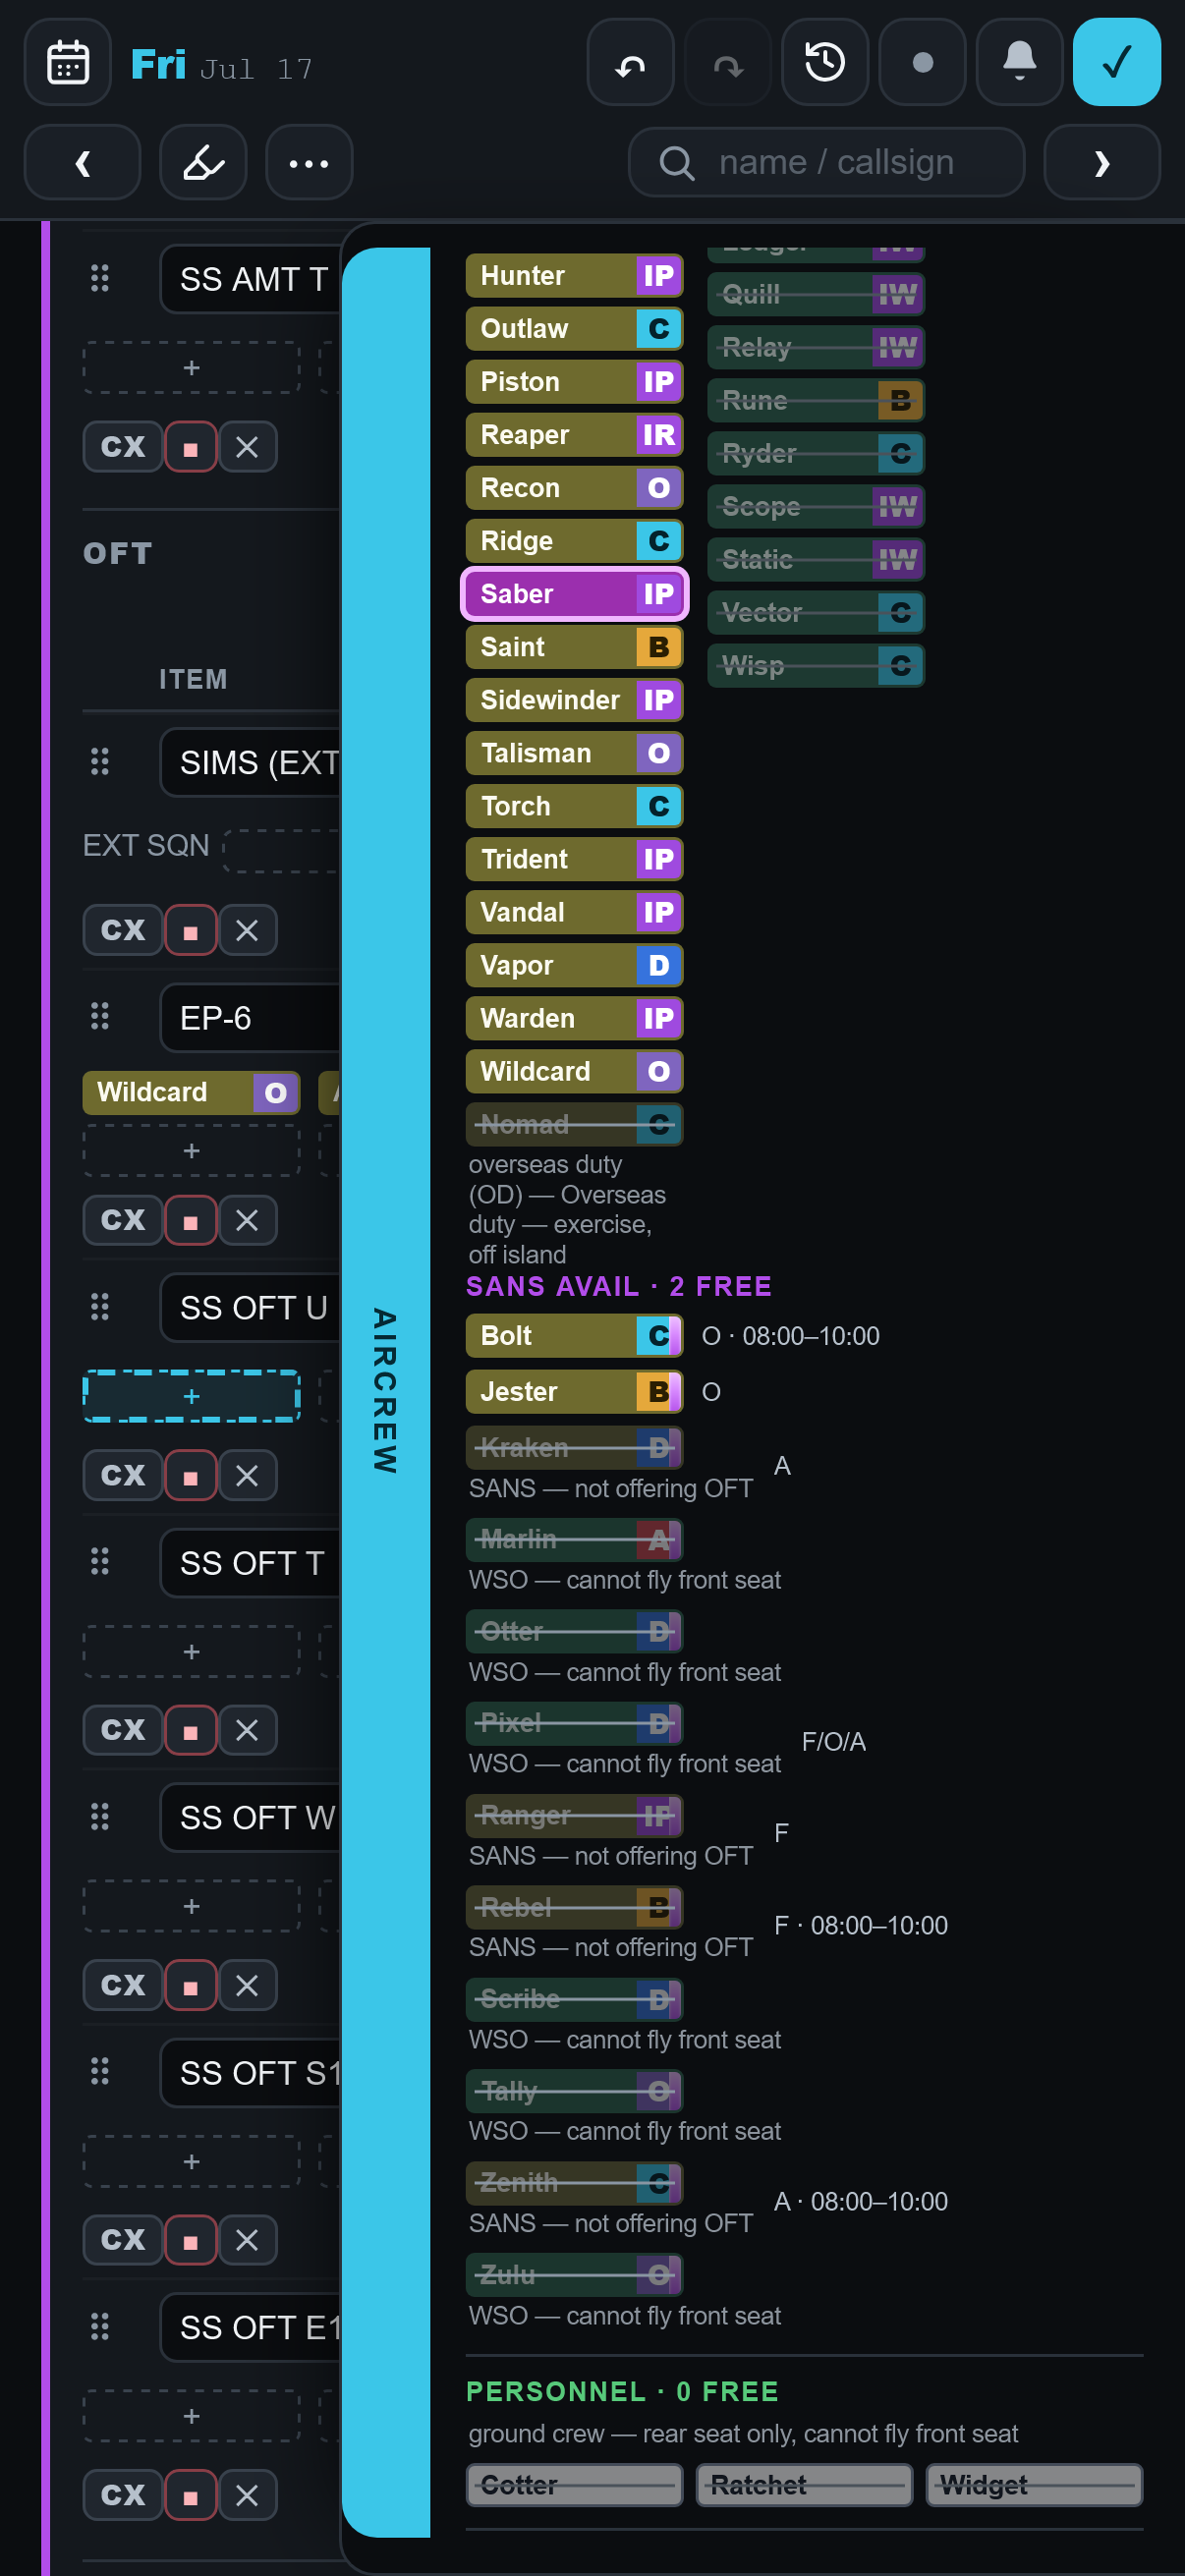 Fri Jul 17
name / callsign
SS AMT T
+
CX
OFT
ITEM
SIMS (EXT
EXT SQN
CX
EP-6
Wildcard O
+
CX
SS OFT U
+
CX
SS OFT T
+
CX
SS OFT W
+
CX
SS OFT S1
+
CX
SS OFT E1
+
CX
AIRCREW
Hunter IP
Outlaw C
Piston IP
Reaper IR
Recon O
Ridge C
Saber IP
Saint B
Sidewinder IP
Talisman O
Torch C
Trident IP
Vandal IP
Vapor D
Warden IP
Wildcard O
Nomad C
overseas duty
(OD) — Overseas
duty — exercise,
off island
Quill IW
Relay IW
Rune B
Ryder C
Scope IW
Static IW
Vector C
Wisp C
SANS AVAIL · 2 FREE
Bolt C O · 08:00–10:00
Jester B O
Kraken D A
SANS — not offering OFT
Marlin A
WSO — cannot fly front seat
Otter D
WSO — cannot fly front seat
Pixel D F/O/A
WSO — cannot fly front seat
Ranger IP F
SANS — not offering OFT
Rebel B F · 08:00–10:00
SANS — not offering OFT
Scribe D
WSO — cannot fly front seat
Tally O
WSO — cannot fly front seat
Zenith C A · 08:00–10:00
SANS — not offering OFT
Zulu O
WSO — cannot fly front seat
PERSONNEL · 0 FREE
ground crew — rear seat only, cannot fly front seat
Cotter Ratchet Widget